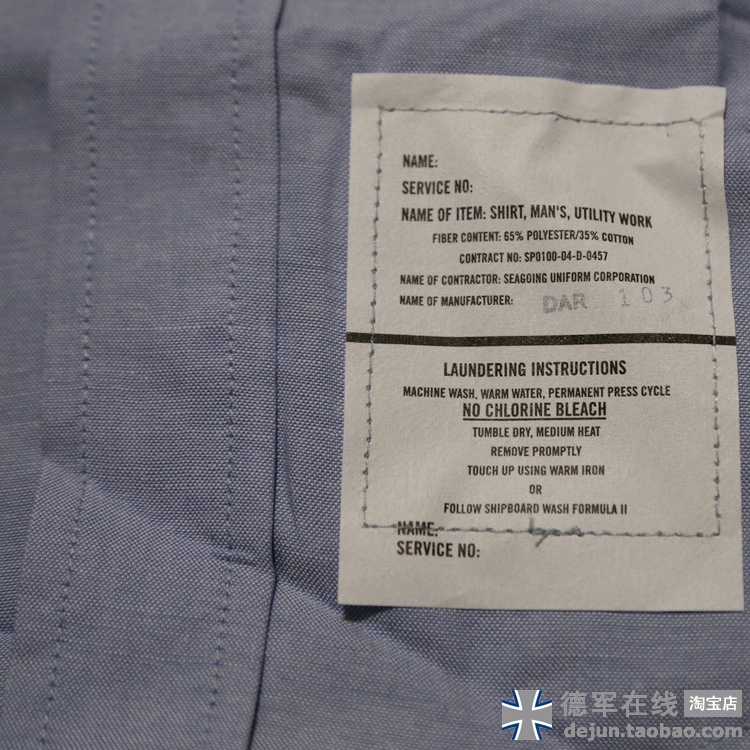 NAME:
SERVICE NO:
NAME OF ITEM: SHIRT, MAN'S, UTILITY WORK
FIBER CONTENT: 65% POLYESTER/35% COTTON
CONTRACT NO: SP0100-04-D-0457
NAME OF CONTRACTOR: SEAGOING UNIFORM CORPORATION
NAME OF MANUFACTURER: DAR 103
LAUNDERING INSTRUCTIONS
MACHINE WASH, WARM WATER, PERMANENT PRESS CYCLE
NO CHLORINE BLEACH
TUMBLE DRY, MEDIUM HEAT
REMOVE PROMPTLY
TOUCH UP USING WARM IRON
OR
FOLLOW SHIPBOARD WASH FORMULA II
NAME:
SERVICE NO:
德军在线 淘宝店
dejun.taobao.com